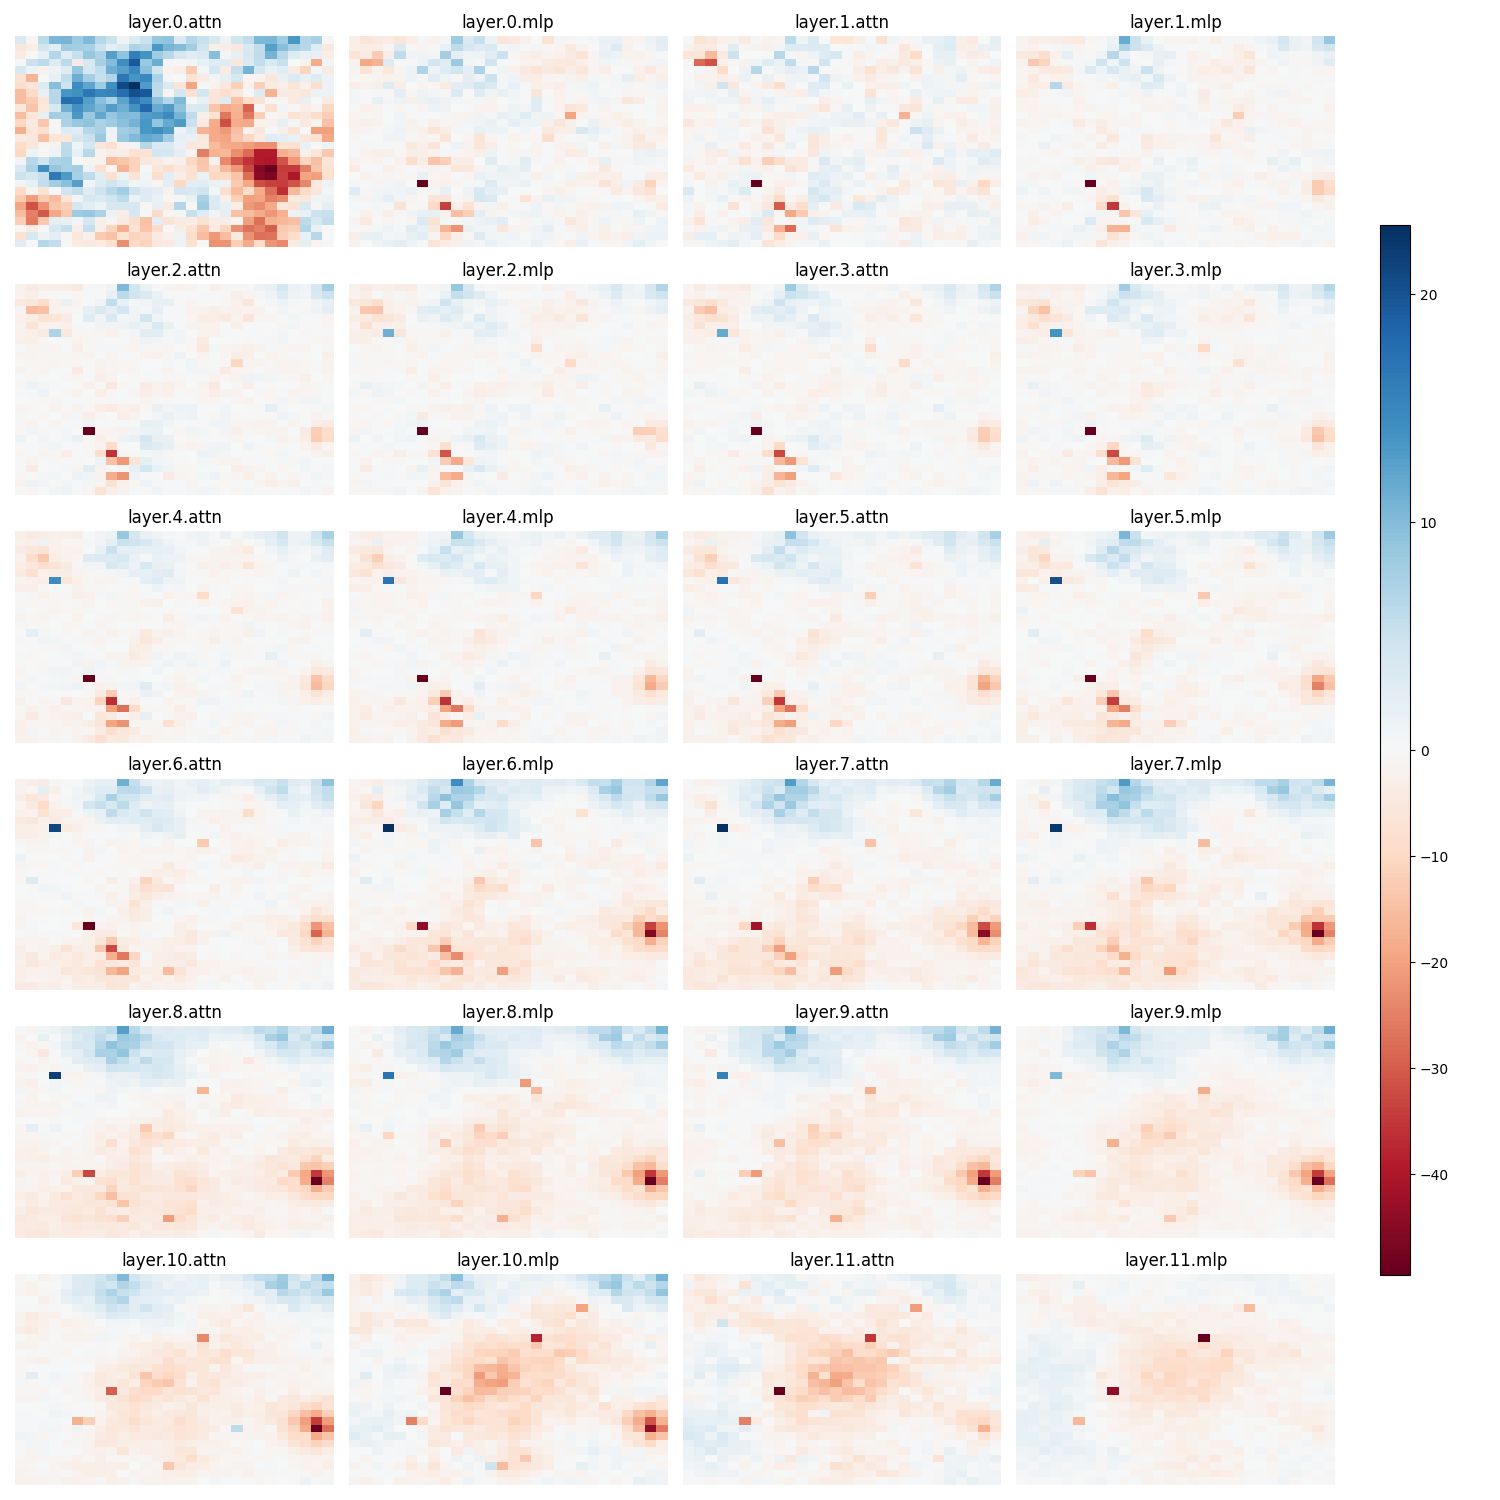 layer.0.attn layer.0.mlp layer.1.attn layer.1.mlp
layer.2.attn layer.2.mlp layer.3.attn layer.3.mlp
layer.4.attn layer.4.mlp layer.5.attn layer.5.mlp
layer.6.attn layer.6.mlp layer.7.attn layer.7.mlp
layer.8.attn layer.8.mlp layer.9.attn layer.9.mlp
layer.10.attn layer.10.mlp layer.11.attn layer.11.mlp
20
10
0
−10
−20
−30
−40